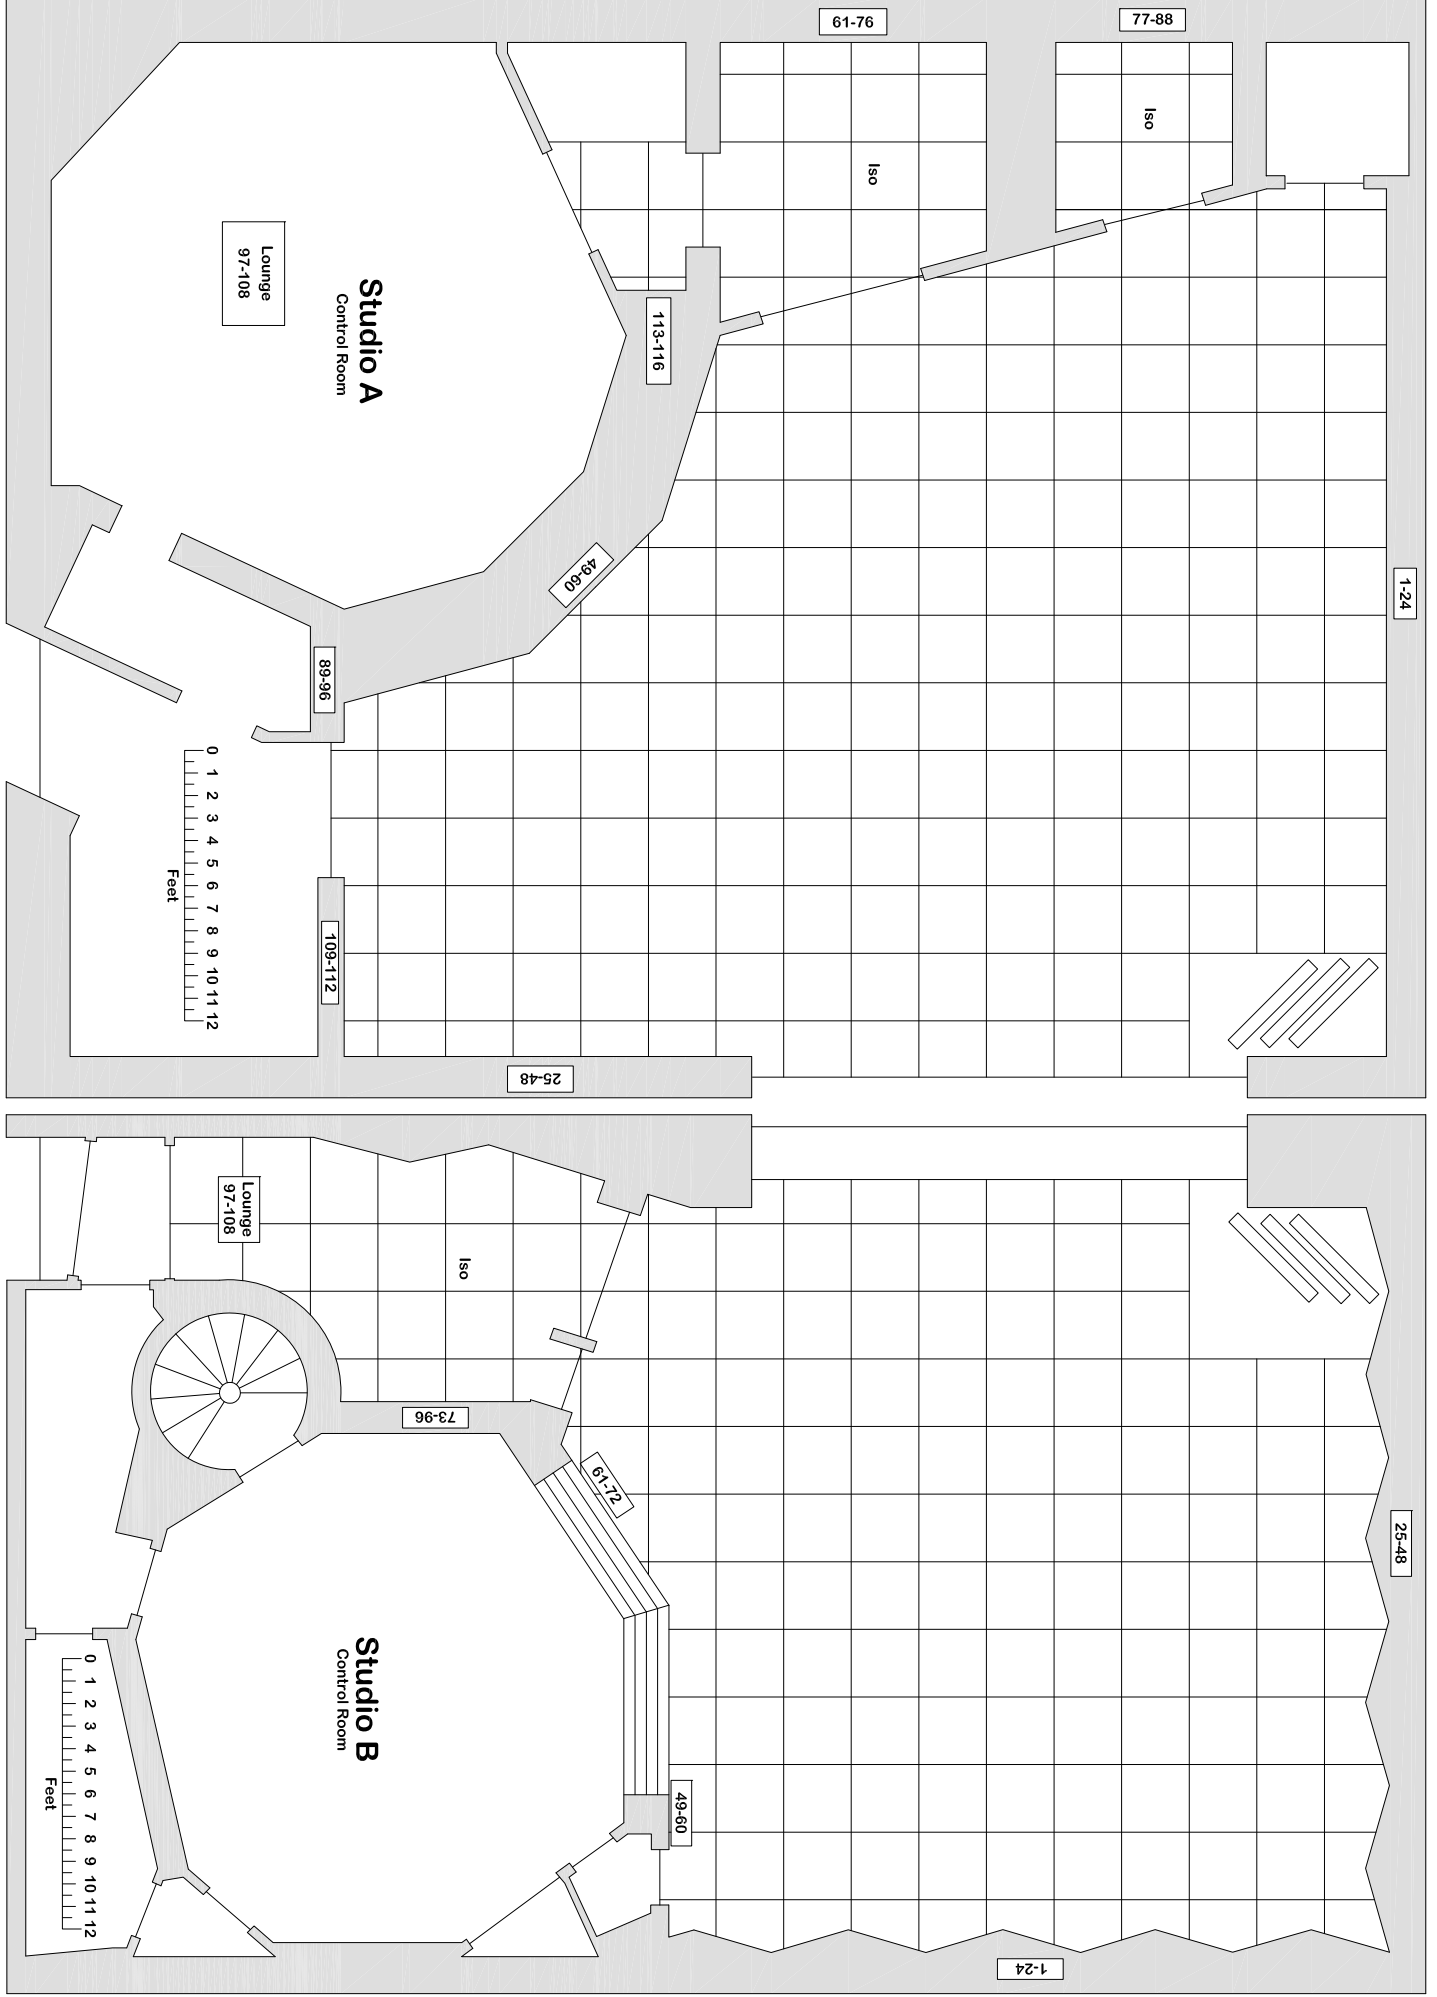 61-76
77-88
Iso
Iso
Lounge
97-108
Studio A
Control Room
113-116
49-60
1-24
89-96
0 1 2 3 4 5 6 7 8 9 10 11 12
Feet
109-112
25-48
Lounge
97-108
Iso
73-96
61-72
25-48
Studio B
Control Room
49-60
0 1 2 3 4 5 6 7 8 9 10 11 12
Feet
1-24